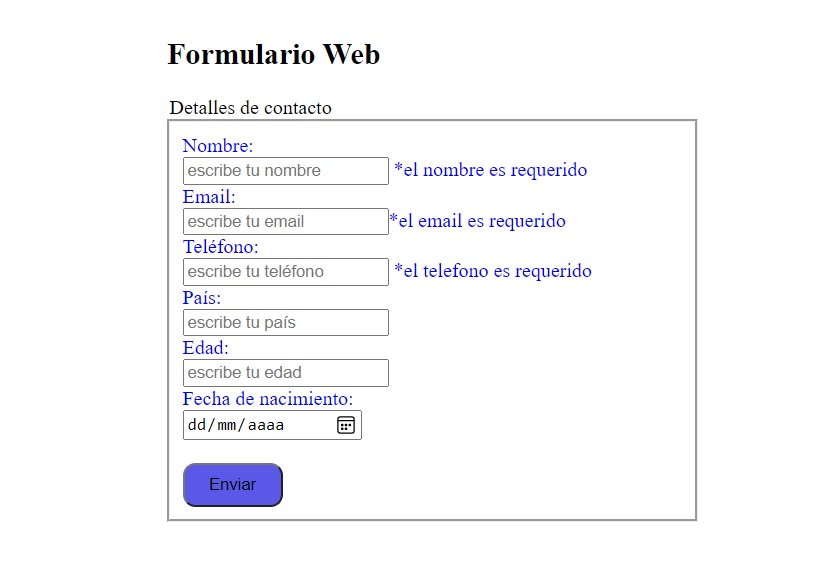 Formulario Web
Detalles de contacto
Nombre:
escribe tu nombre *el nombre es requerido
Email:
escribe tu email*el email es requerido
Teléfono:
escribe tu teléfono *el telefono es requerido
País:
escribe tu país
Edad:
escribe tu edad
Fecha de nacimiento:
dd/mm/aaaa
Enviar